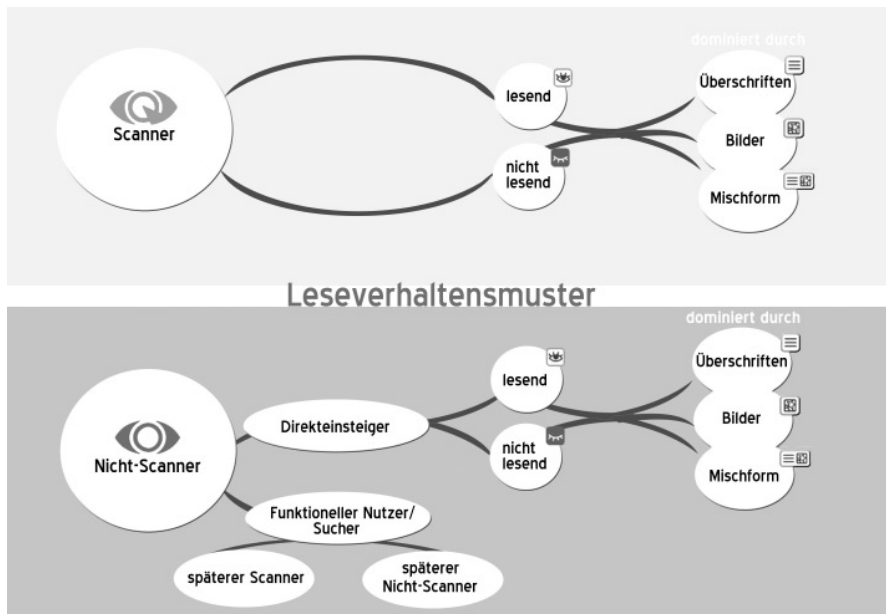 dominiert durch
Überschriften
lesend
Scanner
Bilder
nicht
lesend
Mischform
Leseverhaltensmuster
dominiert durch
Überschriften
lesend
Direkteinsteiger
Bilder
nicht
lesend
Nicht-Scanner
Mischform
Funktioneller Nutzer/
Sucher
späterer Scanner
späterer
Nicht-Scanner